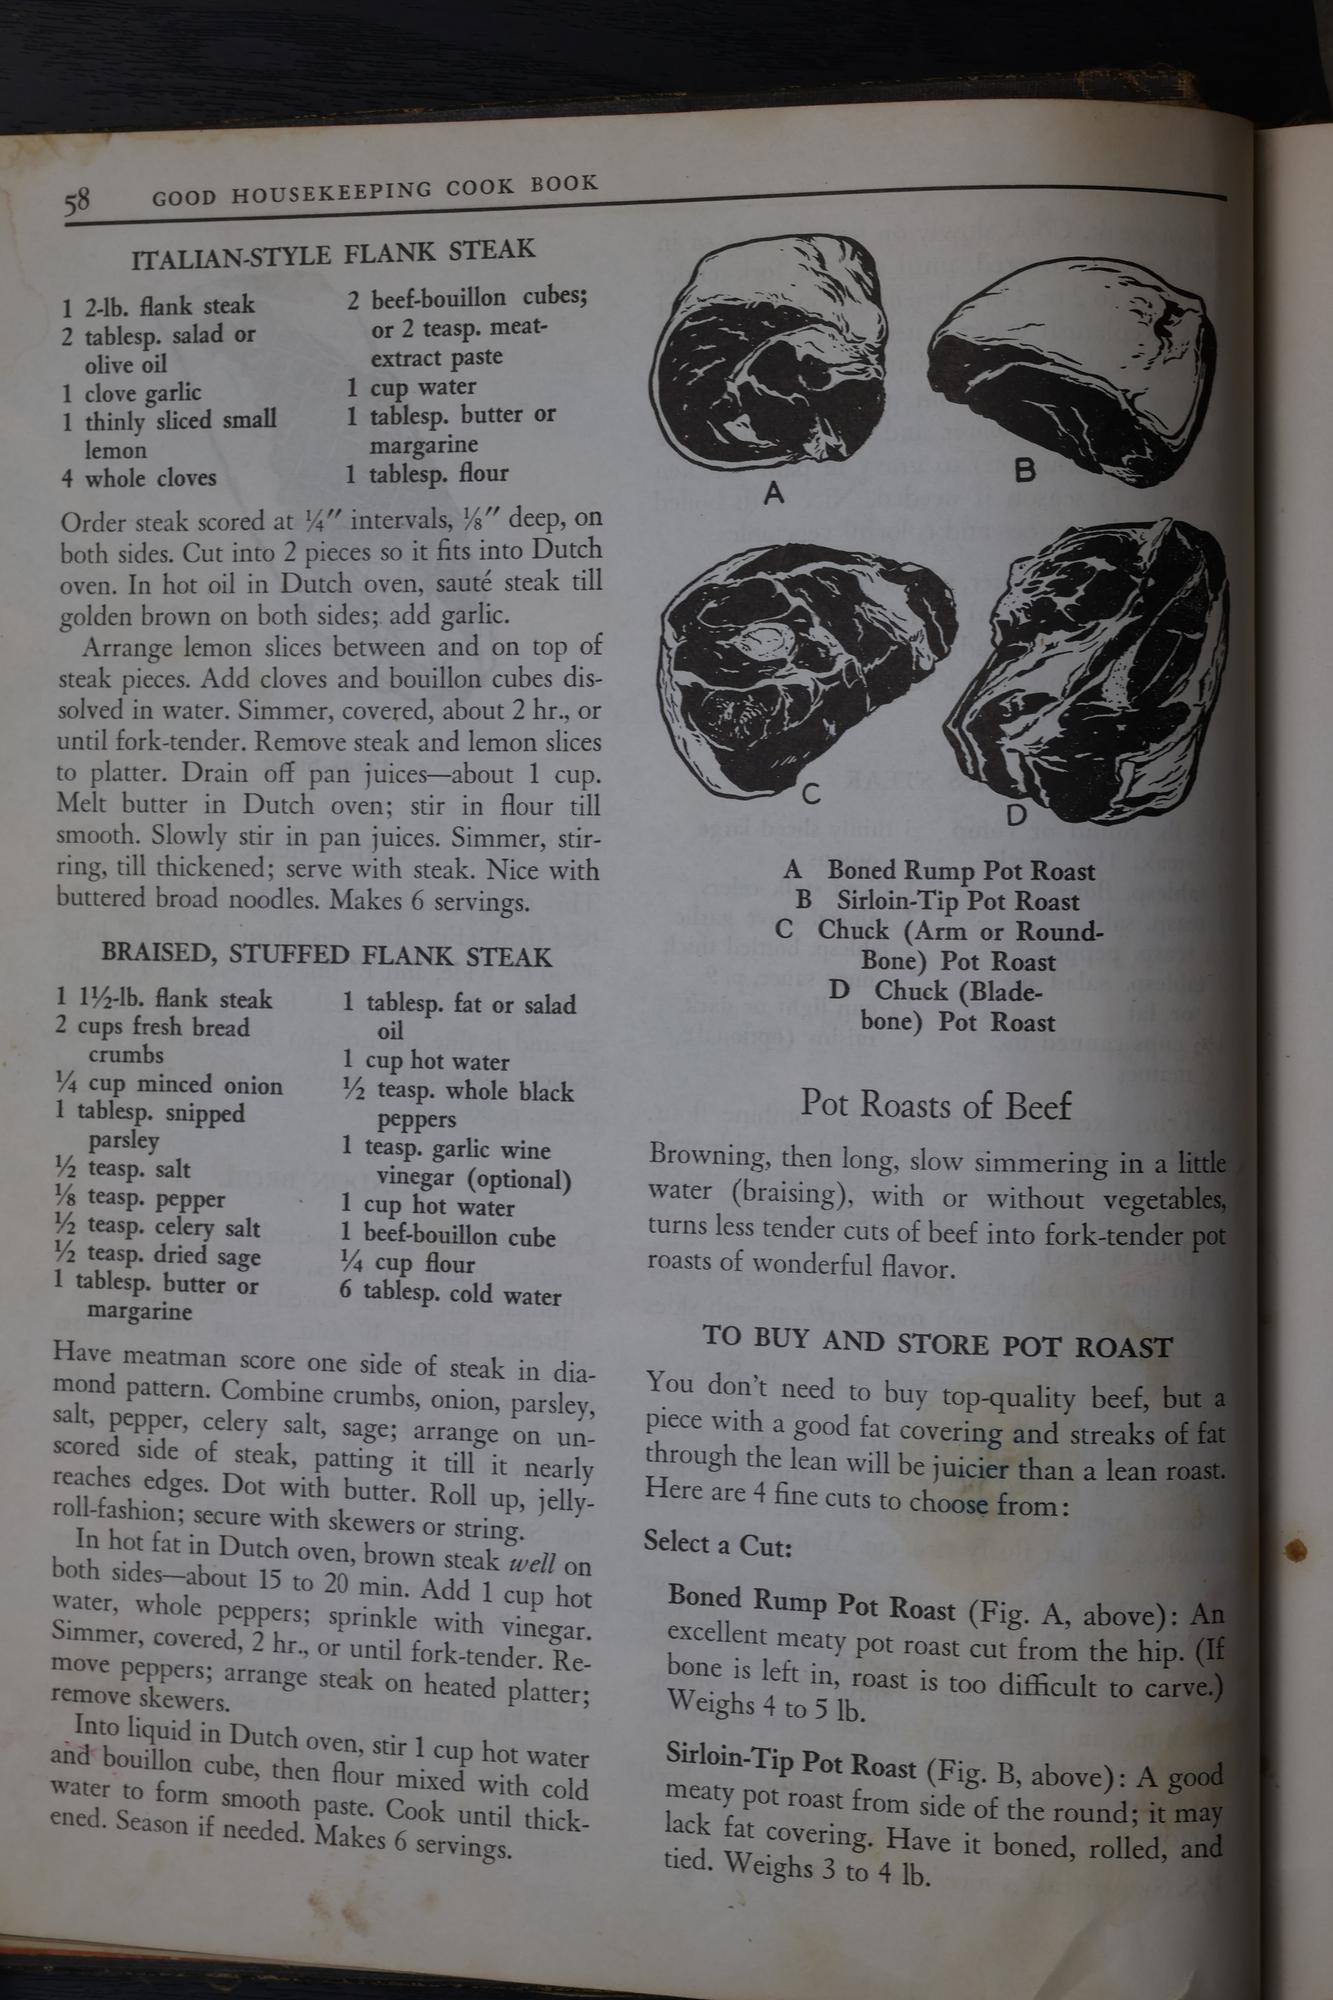 58 GOOD HOUSEKEEPING COOK BOOK
ITALIAN-STYLE FLANK STEAK
1 2-lb. flank steak
2 tablesp. salad or
olive oil
1 clove garlic
1 thinly sliced small
lemon
4 whole cloves
2 beef-bouillon cubes;
or 2 teasp. meat-
extract paste
1 cup water
1 tablesp. butter or
margarine
1 tablesp. flour
Order steak scored at ¼″ intervals, ⅛″ deep, on
both sides. Cut into 2 pieces so it fits into Dutch
oven. In hot oil in Dutch oven, sauté steak till
golden brown on both sides; add garlic.
Arrange lemon slices between and on top of
steak pieces. Add cloves and bouillon cubes dis-
solved in water. Simmer, covered, about 2 hr., or
until fork-tender. Remove steak and lemon slices
to platter. Drain off pan juices—about 1 cup.
Melt butter in Dutch oven; stir in flour till
smooth. Slowly stir in pan juices. Simmer, stir-
ring, till thickened; serve with steak. Nice with
buttered broad noodles. Makes 6 servings.
BRAISED, STUFFED FLANK STEAK
1 1½-lb. flank steak
2 cups fresh bread
crumbs
¼ cup minced onion
1 tablesp. snipped
parsley
½ teasp. salt
⅛ teasp. pepper
½ teasp. celery salt
½ teasp. dried sage
1 tablesp. butter or
margarine
1 tablesp. fat or salad
oil
1 cup hot water
½ teasp. whole black
peppers
1 teasp. garlic wine
vinegar (optional)
1 cup hot water
1 beef-bouillon cube
¼ cup flour
6 tablesp. cold water
Have meatman score one side of steak in dia-
mond pattern. Combine crumbs, onion, parsley,
salt, pepper, celery salt, sage; arrange on un-
scored side of steak, patting it till it nearly
reaches edges. Dot with butter. Roll up, jelly-
roll-fashion; secure with skewers or string.
In hot fat in Dutch oven, brown steak well on
both sides—about 15 to 20 min. Add 1 cup hot
water, whole peppers; sprinkle with vinegar.
Simmer, covered, 2 hr., or until fork-tender. Re-
move peppers; arrange steak on heated platter;
remove skewers.
Into liquid in Dutch oven, stir 1 cup hot water
and bouillon cube, then flour mixed with cold
water to form smooth paste. Cook until thick-
ened. Season if needed. Makes 6 servings.
A
B
C
D
A Boned Rump Pot Roast
B Sirloin-Tip Pot Roast
C Chuck (Arm or Round-
Bone) Pot Roast
D Chuck (Blade-
bone) Pot Roast
Pot Roasts of Beef
Browning, then long, slow simmering in a little
water (braising), with or without vegetables,
turns less tender cuts of beef into fork-tender pot
roasts of wonderful flavor.
TO BUY AND STORE POT ROAST
You don't need to buy top-quality beef, but a
piece with a good fat covering and streaks of fat
through the lean will be juicier than a lean roast.
Here are 4 fine cuts to choose from:
Select a Cut:
Boned Rump Pot Roast (Fig. A, above): An
excellent meaty pot roast cut from the hip. (If
bone is left in, roast is too difficult to carve.)
Weighs 4 to 5 lb.
Sirloin-Tip Pot Roast (Fig. B, above): A good
meaty pot roast from side of the round; it may
lack fat covering. Have it boned, rolled, and
tied. Weighs 3 to 4 lb.